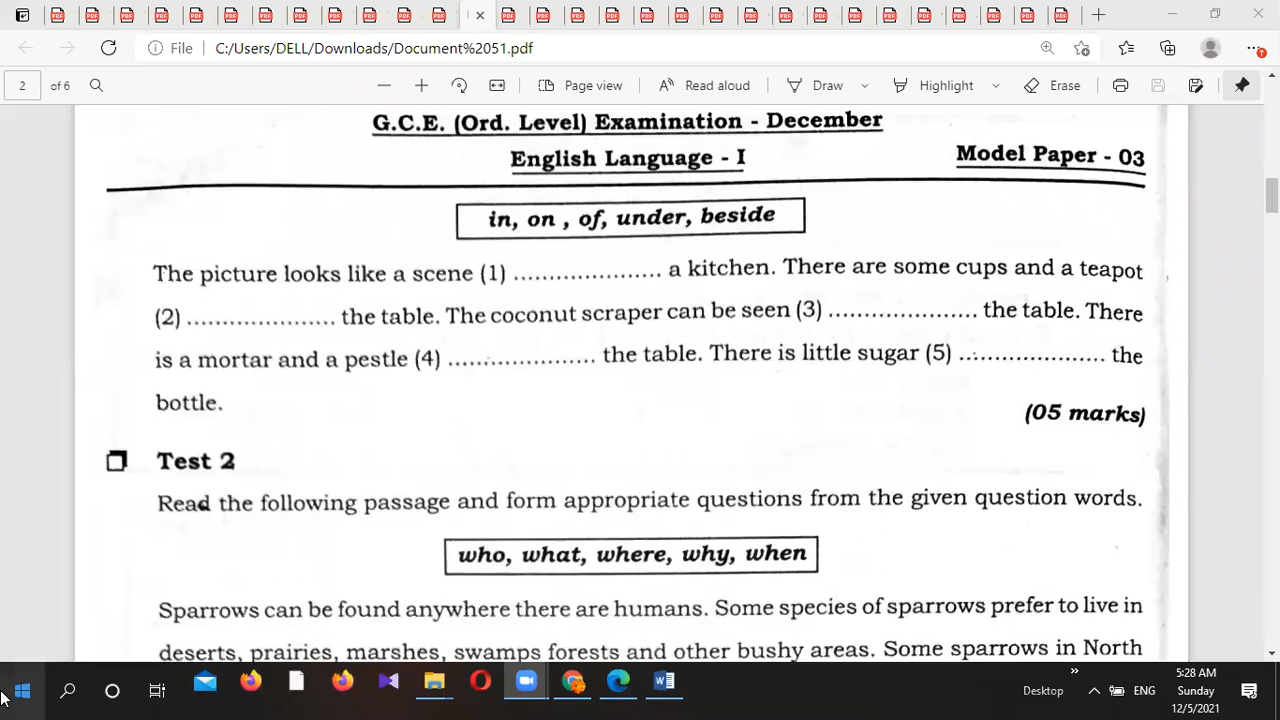 File C:/Users/DELL/Downloads/Document%2051.pdf
2 of 6 Page view Read aloud Draw Highlight Erase
G.C.E. (Ord. Level) Examination - December
English Language - I Model Paper - 03
in, on , of, under, beside
The picture looks like a scene (1) ..................... a kitchen. There are some cups and a teapot
(2) ..................... the table. The coconut scraper can be seen (3) ..................... the table. There
is a mortar and a pestle (4) ..................... the table. There is little sugar (5) ..................... the
bottle.
(05 marks)
Test 2
Read the following passage and form appropriate questions from the given question words.
who, what, where, why, when
Sparrows can be found anywhere there are humans. Some species of sparrows prefer to live in
deserts, prairies, marshes, swamps forests and other bushy areas. Some sparrows in North
Desktop ENG
5:28 AM
Sunday
12/5/2021